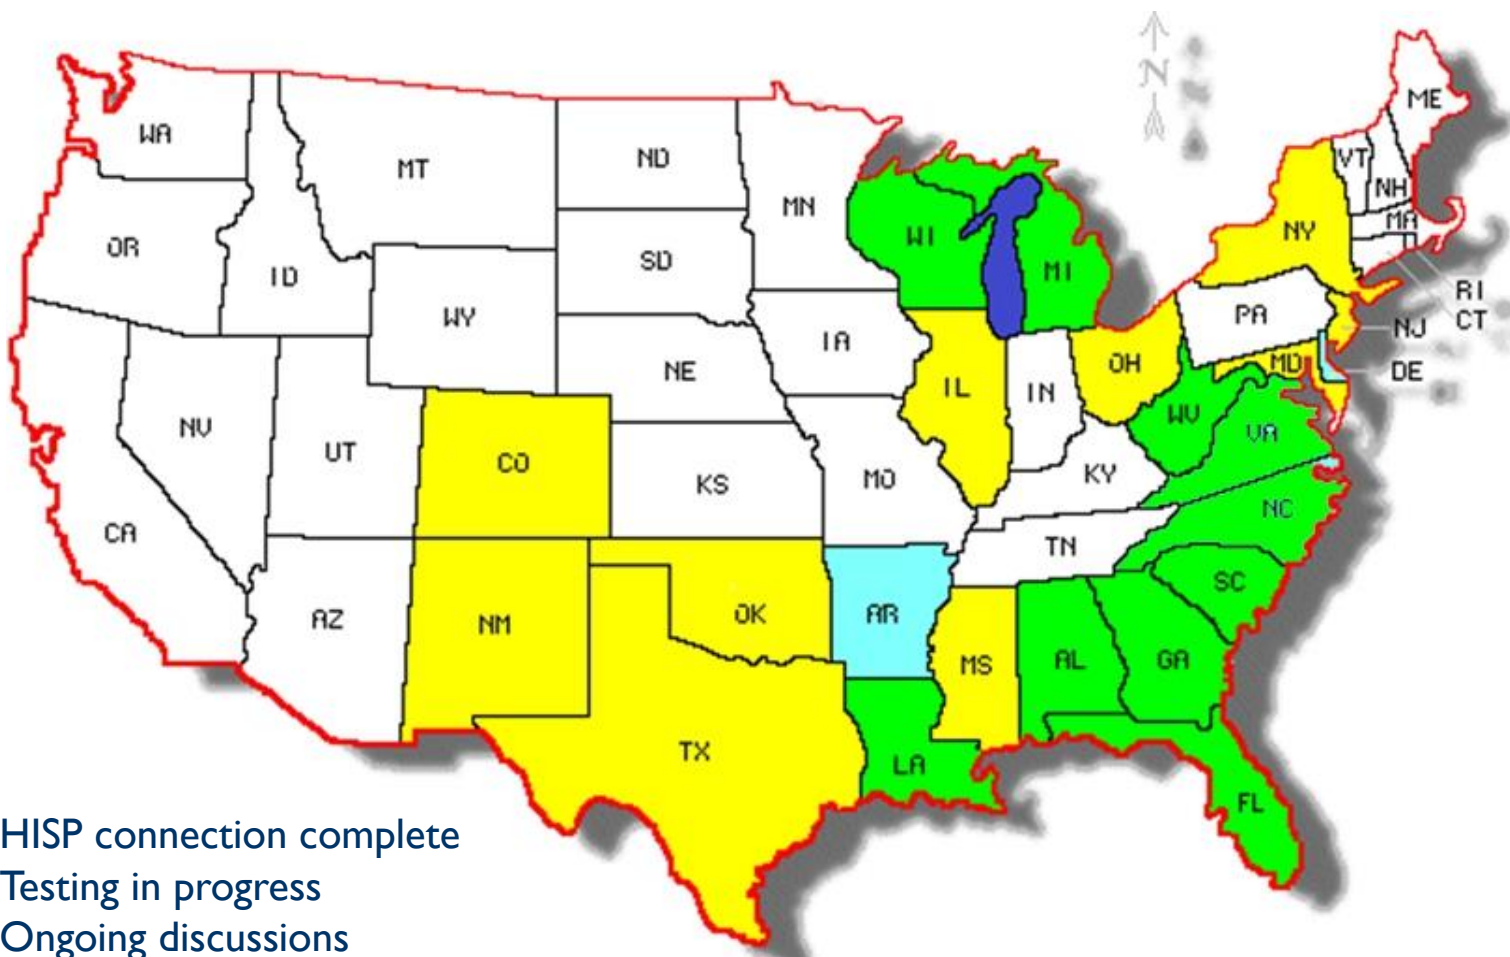 N
ME
WA
VT
MT
ND
NH
MN
MA
OR
WI
NY
SD
MI
ID
RI
WY
PA
CT
NJ
IA
OH
MD
NE
DE
IL
IN
WV
NV
VA
UT
CO
KY
KS
MO
NC
CA
TN
SC
AZ
NM
OK
AR
MS
AL
GA
TX
LA
FL
HISP connection complete
Testing in progress
Ongoing discussions